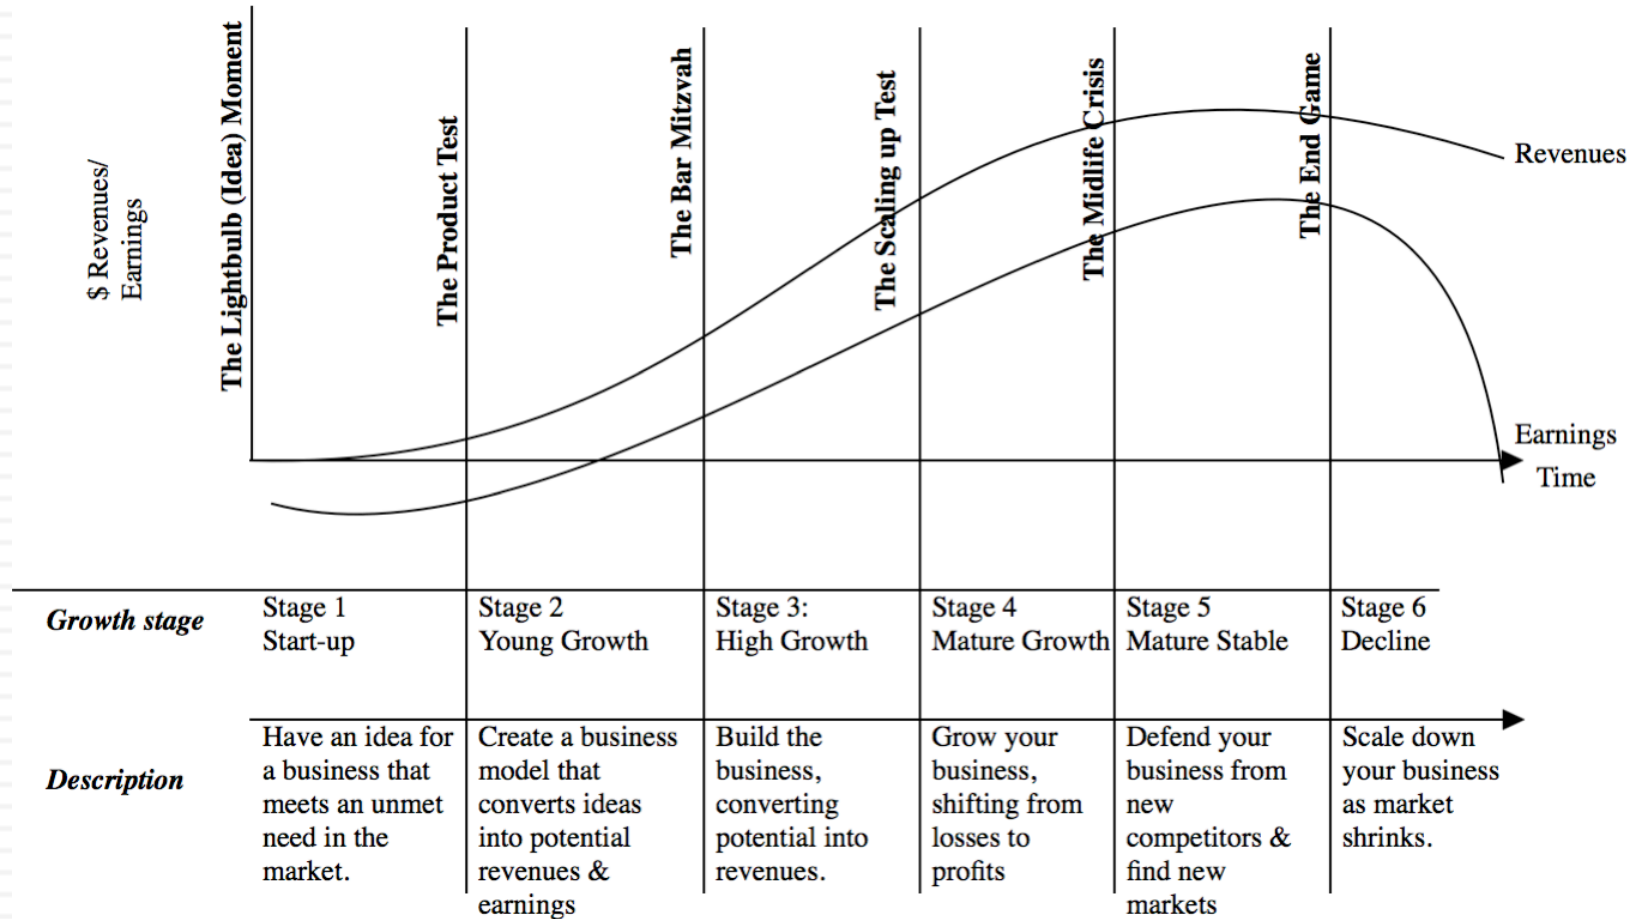 $ Revenues/
Earnings
The Lightbulb (Idea) Moment
The Product Test
The Bar Mitzvah
The Scaling up Test
The Midlife Crisis
The End Game
Revenues
Earnings
Time
Growth stage
Stage 1
Start-up
Stage 2
Young Growth
Stage 3:
High Growth
Stage 4
Mature Growth
Stage 5
Mature Stable
Stage 6
Decline
Description
Have an idea for
a business that
meets an unmet
need in the
market.
Create a business
model that
converts ideas
into potential
revenues &
earnings
Build the
business,
converting
potential into
revenues.
Grow your
business,
shifting from
losses to
profits
Defend your
business from
new
competitors &
find new
markets
Scale down
your business
as market
shrinks.